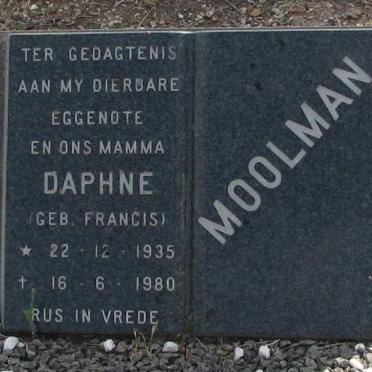 TER GEDAGTENIS
AAN MY DIERBARE
EGGENOTE
EN ONS MAMMA
DAPHNE
(GEB. FRANCIS)
★ 22 · 12 · 1935
† 16 · 6 · 1980
RUS IN VREDE
MOOLMAN